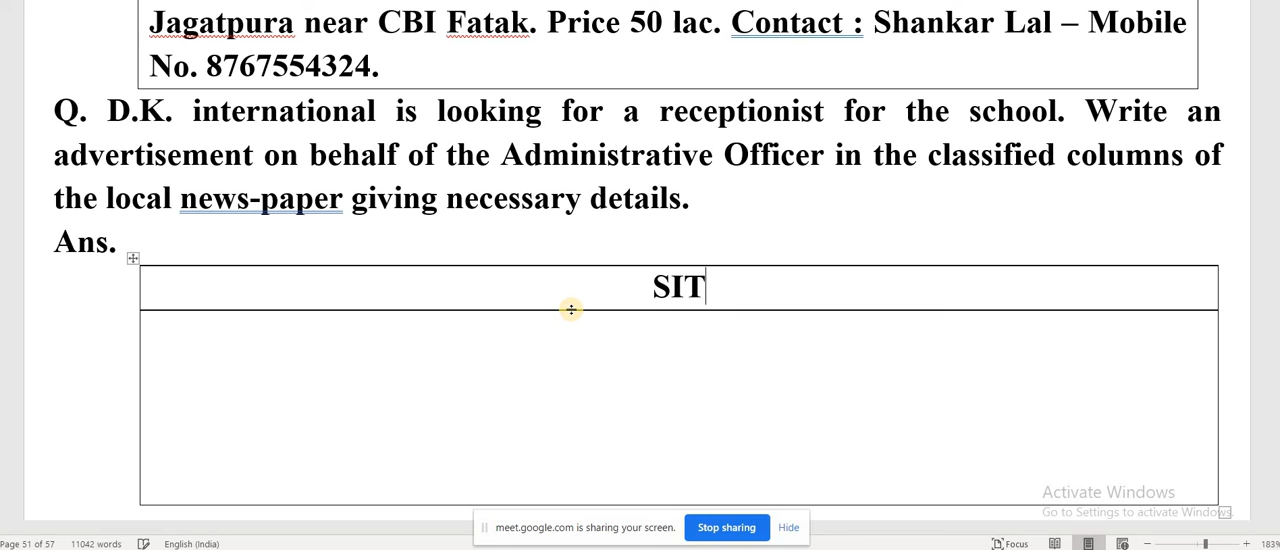 Jagatpura near CBI Fatak. Price 50 lac. Contact : Shankar Lal – Mobile
No. 8767554324.
Q. D.K. international is looking for a receptionist for the school. Write an
advertisement on behalf of the Administrative Officer in the classified columns of
the local news-paper giving necessary details.
Ans.
SIT
Activate Windows
Go to Settings to activate Windows.
meet.google.com is sharing your screen. Stop sharing Hide
Page 51 of 57 11042 words English (India) Focus 183%